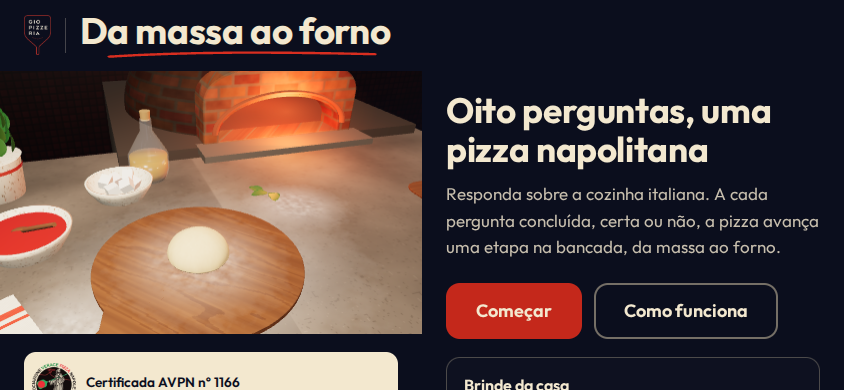 GIO
PIZZE
RIA
Da massa ao forno
Oito perguntas, uma
pizza napolitana
Responda sobre a cozinha italiana. A cada
pergunta concluída, certa ou não, a pizza avança
uma etapa na bancada, da massa ao forno.
Começar
Como funciona
Certificada AVPN nº 1166
Brinde da casa